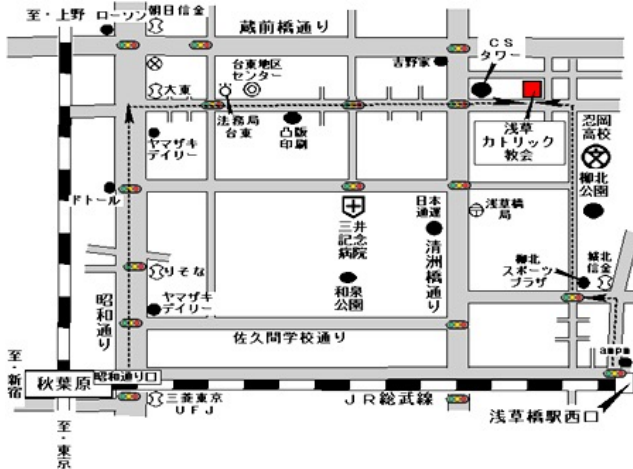 至・上野
ローソン
朝日信金
蔵前橋通り
吉野家
CS
タワー
台東地区
センター
大東
法務局
台東
凸版
印刷
浅草
カトリック
教会
忍岡
高校
柳北
公園
ヤマザキ
デイリー
ドトール
三井
記念
病院
日本
通運
浅草橋
局
清洲橋通り
和泉
公園
柳北
スポーツ
プラザ
城北
信金
りそな
昭和通り
ヤマザキ
デイリー
佐久間学校通り
ampm
至・新宿
秋葉原
昭和通り口
三菱東京
UFJ
JR総武線
浅草橋駅西口
至・東京